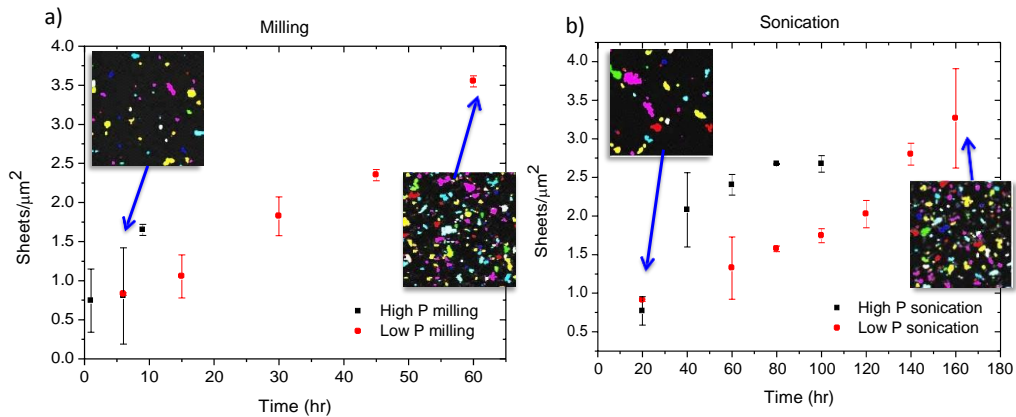 a)
Milling
Sheets/μm²
4.0
3.5
3.0
2.5
2.0
1.5
1.0
0.5
0.0
High P milling
Low P milling
0 10 20 30 40 50 60
Time (hr)
b)
Sonication
Sheets/μm²
4.0
3.5
3.0
2.5
2.0
1.5
1.0
0.5
High P sonication
Low P sonication
0 20 40 60 80 100 120 140 160 180
Time (hr)